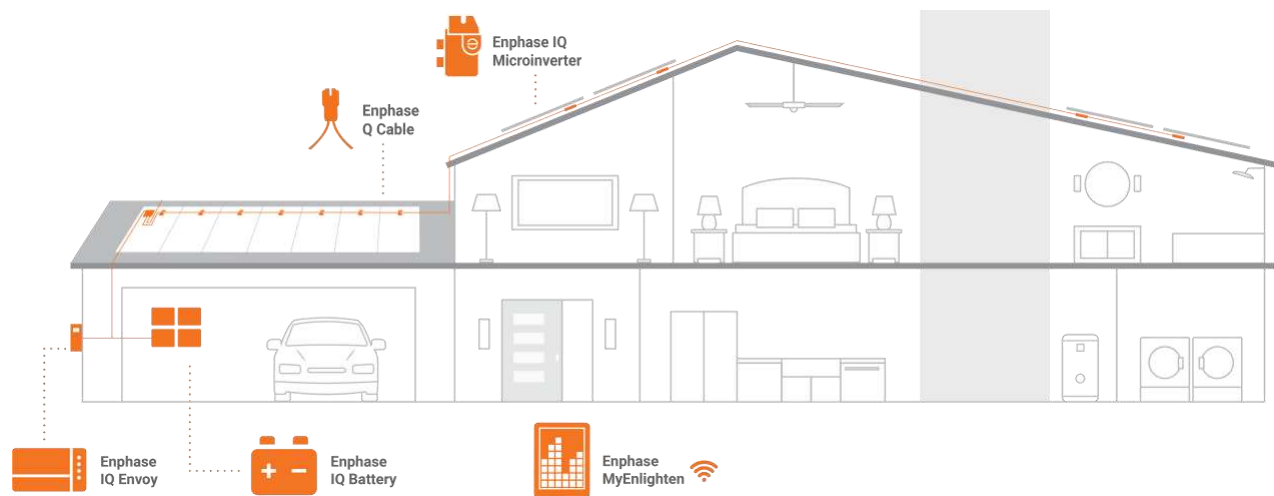 Enphase IQ
Microinverter
Enphase
Q Cable
Enphase
IQ Envoy
Enphase
IQ Battery
Enphase
MyEnlighten